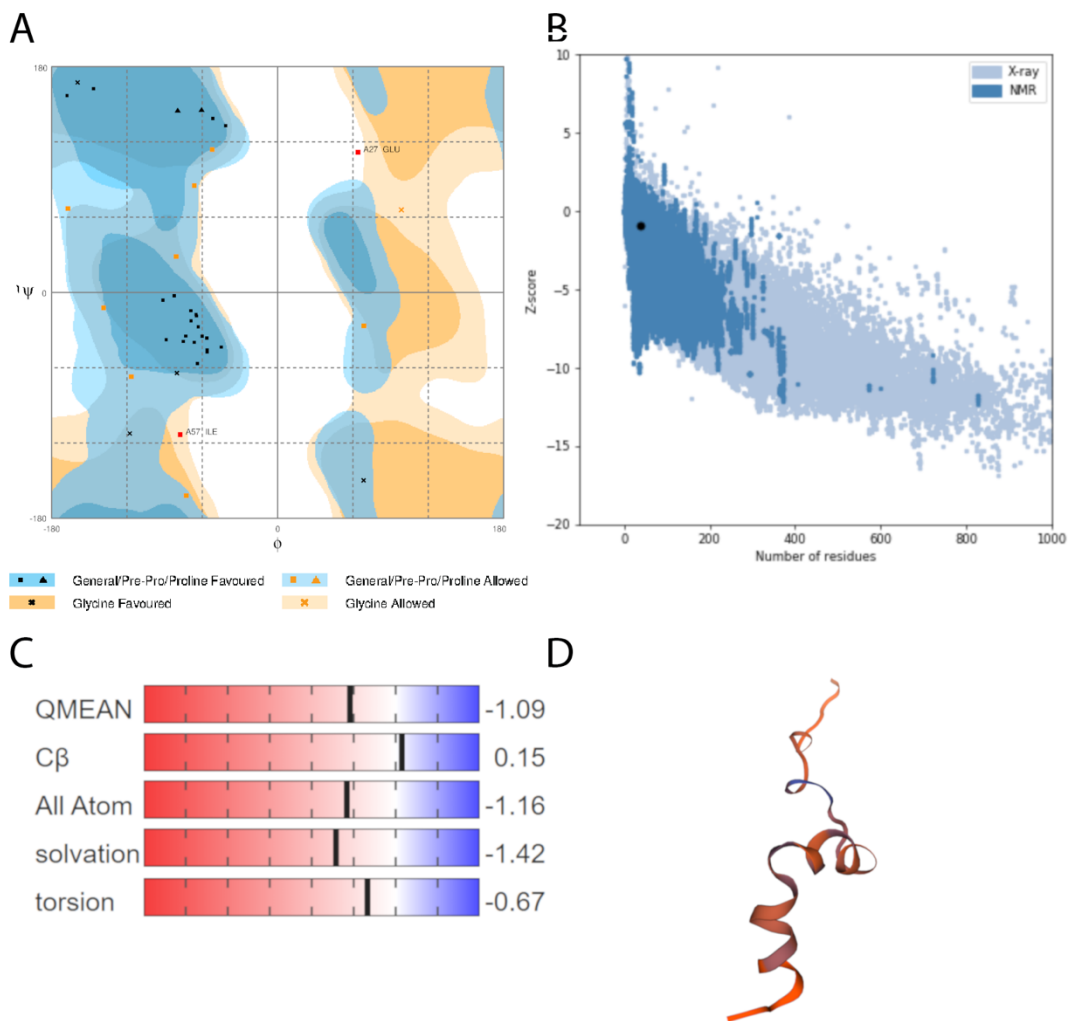 A
180
A27 GLU
ψ
0
A57 ILE
-180
-180
0
180
ϕ
General/Pre-Pro/Proline Favoured
General/Pre-Pro/Proline Allowed
Glycine Favoured
Glycine Allowed
B
10
X-ray
NMR
5
0
Z-score
−5
−10
−15
−20
0
200
400
600
800
1000
Number of residues
C
QMEAN
-1.09
Cβ
0.15
All Atom
-1.16
solvation
-1.42
torsion
-0.67
D